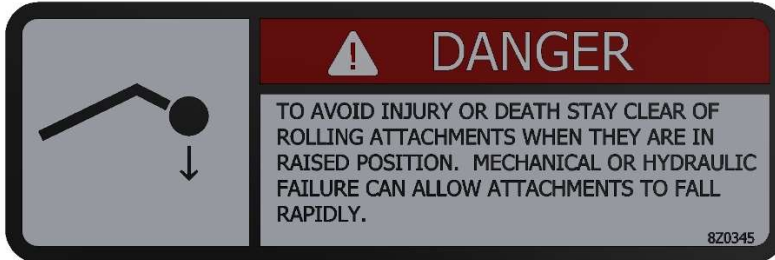 DANGER
TO AVOID INJURY OR DEATH STAY CLEAR OF
ROLLING ATTACHMENTS WHEN THEY ARE IN
RAISED POSITION. MECHANICAL OR HYDRAULIC
FAILURE CAN ALLOW ATTACHMENTS TO FALL
RAPIDLY.
8Z0345